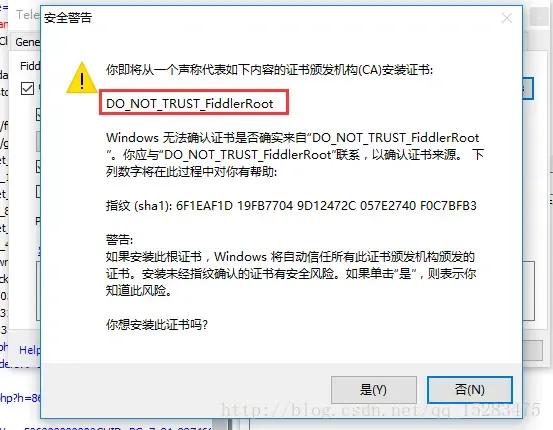 Tele
安全警告
Gene
Fidd
你即将从一个声称代表如下内容的证书颁发机构(CA)安装证书:
DO_NOT_TRUST_FiddlerRoot
Windows 无法确认证书是否确实来自“DO_NOT_TRUST_FiddlerRoot
”。你应与“DO_NOT_TRUST_FiddlerRoot”联系，以确认证书来源。 下
列数字将在此过程中对你有帮助:
指纹 (sha1): 6F1EAF1D 19FB7704 9D12472C 057E2740 F0C7BFB3
警告:
如果安装此根证书，Windows 将自动信任所有此证书颁发机构颁发的
证书。安装未经指纹确认的证书有安全风险。如果单击“是”，则表示你
知道此风险。
你想安装此证书吗?
Help
是(Y)
否(N)
http://blog.csdn.net/qq_15283475